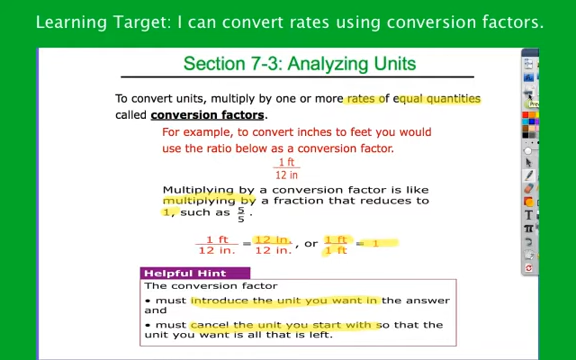 Learning Target: I can convert rates using conversion factors.
Section 7-3: Analyzing Units
To convert units, multiply by one or more rates of equal quantities
called conversion factors.
For example, to convert inches to feet you would
use the ratio below as a conversion factor.
1 ft
12 in
Multiplying by a conversion factor is like
multiplying by a fraction that reduces to
1, such as 5/5.
1 ft/12 in. = 12 in./12 in., or 1 ft/1 ft = 1
Helpful Hint
The conversion factor
• must introduce the unit you want in the answer
and
• must cancel the unit you start with so that the
unit you want is all that is left.